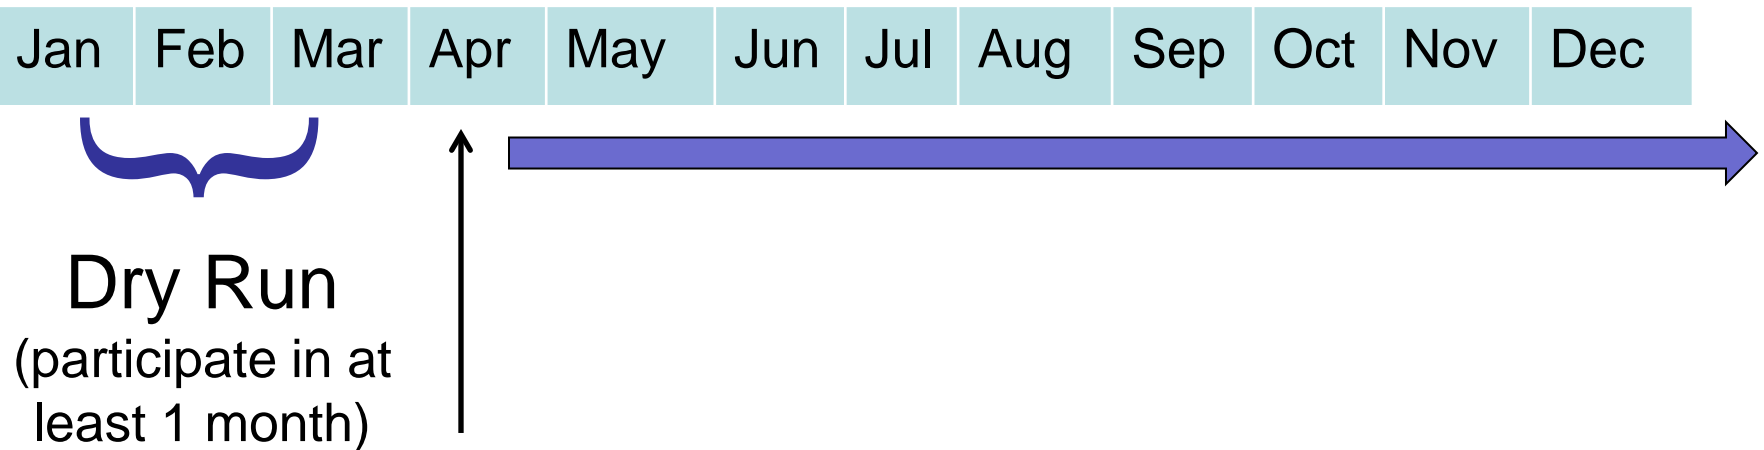 Jan Feb Mar Apr May Jun Jul Aug Sep Oct Nov Dec
Dry Run
(participate in at
least 1 month)